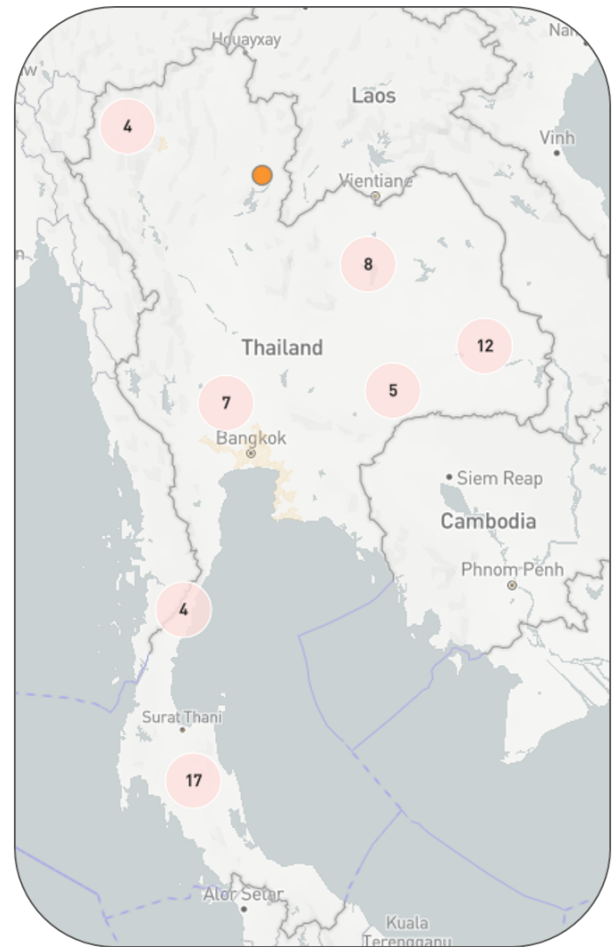 Houayxay
Nan
w
Laos
4
Vinh
Vientiane
n
8
Thailand
12
5
7
Bangkok
Siem Reap
Cambodia
Phnom Penh
4
Surat Thani
17
Alor Setar
Kuala
Terengganu